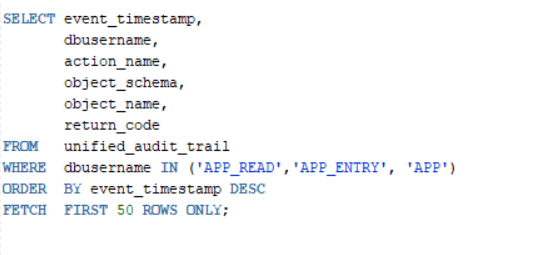 SELECT event_timestamp,
       dbusername,
       action_name,
       object_schema,
       object_name,
       return_code
FROM   unified_audit_trail
WHERE  dbusername IN ('APP_READ','APP_ENTRY', 'APP')
ORDER  BY event_timestamp DESC
FETCH  FIRST 50 ROWS ONLY;